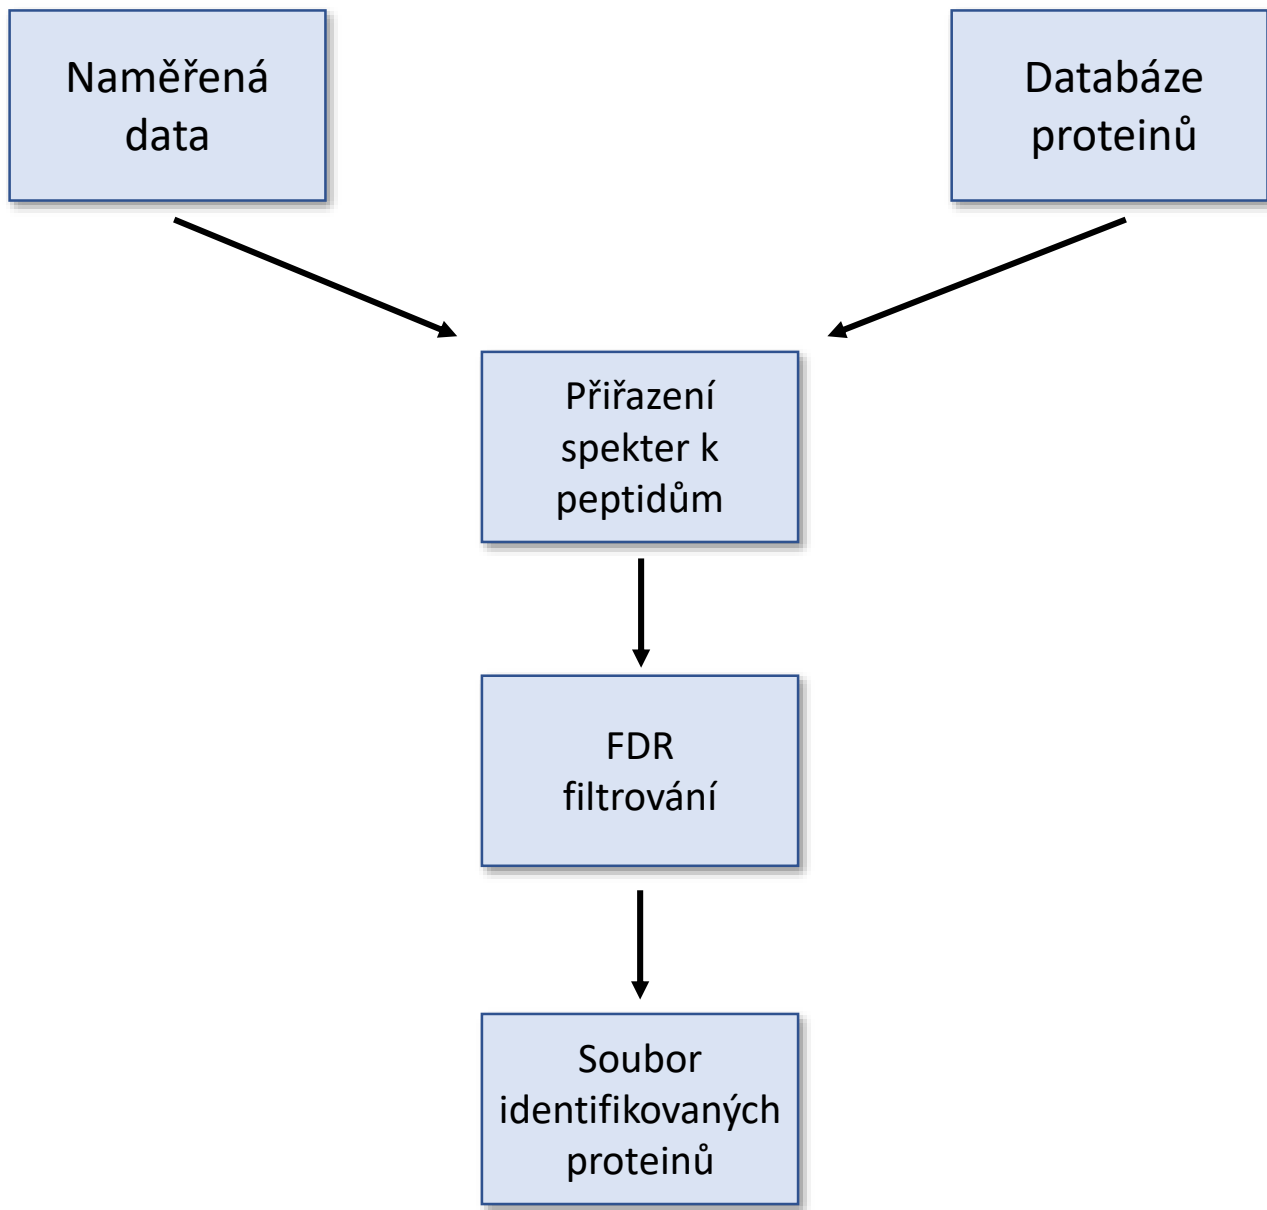 Naměřená
data
Databáze
proteinů
Přiřazení
spekter k
peptidům
FDR
filtrování
Soubor
identifikovaných
proteinů